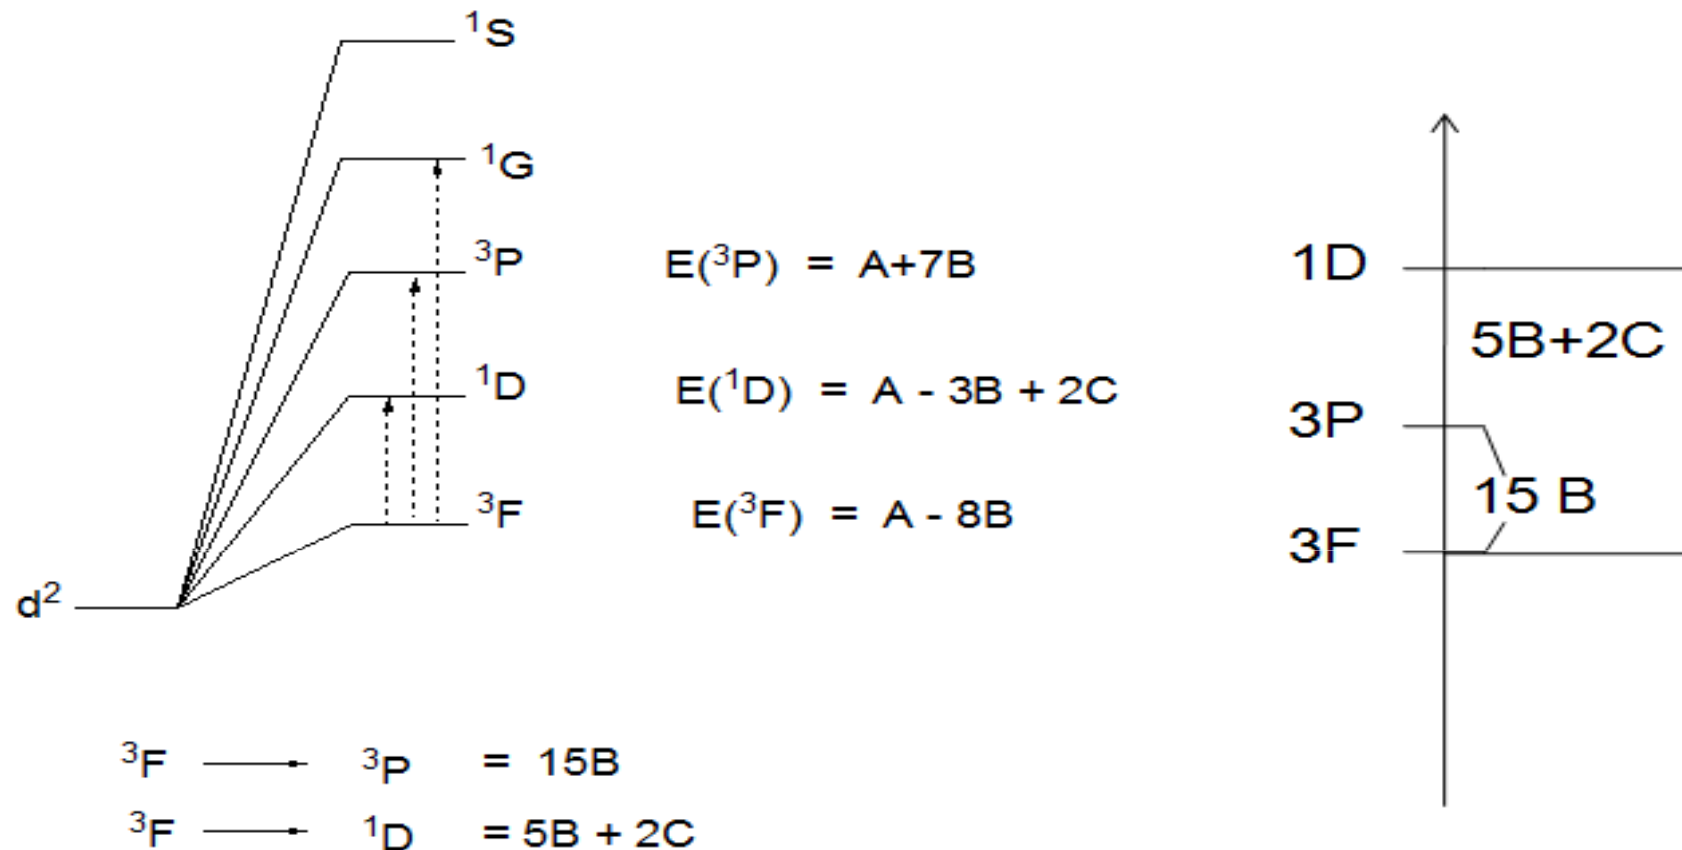 ¹S
¹G
³P E(³P) = A+7B
1D
5B+2C
¹D E(¹D) = A - 3B + 2C
3P
15 B
³F E(³F) = A - 8B
3F
d²
³F ⟶ ³P = 15B
³F ⟶ ¹D = 5B + 2C